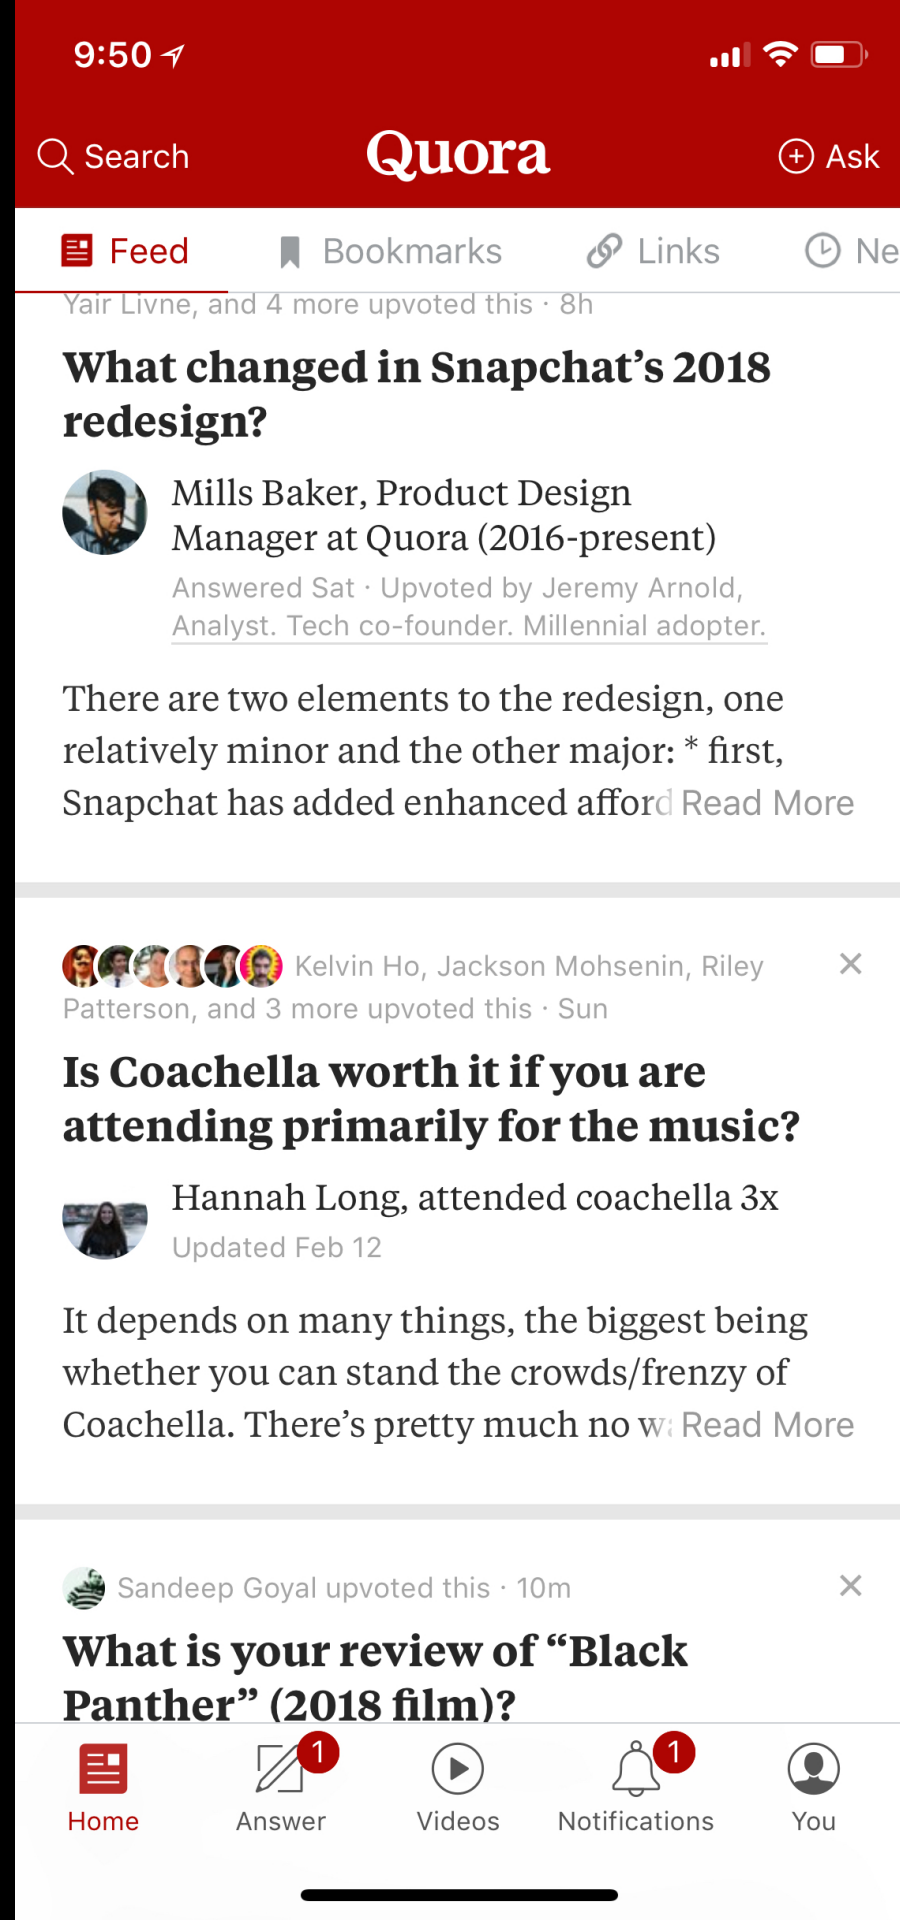 9:50
Search
Quora
Ask
Feed
Bookmarks
Links
Ne
Yair Livne, and 4 more upvoted this · 8h
What changed in Snapchat’s 2018
redesign?
Mills Baker, Product Design
Manager at Quora (2016-present)
Answered Sat · Upvoted by Jeremy Arnold,
Analyst. Tech co-founder. Millennial adopter.
There are two elements to the redesign, one
relatively minor and the other major: * first,
Snapchat has added enhanced afford Read More
Kelvin Ho, Jackson Mohsenin, Riley
Patterson, and 3 more upvoted this · Sun
Is Coachella worth it if you are
attending primarily for the music?
Hannah Long, attended coachella 3x
Updated Feb 12
It depends on many things, the biggest being
whether you can stand the crowds/frenzy of
Coachella. There’s pretty much no Read More
Sandeep Goyal upvoted this · 10m
What is your review of “Black
Panther” (2018 film)?
1
1
Home
Answer
Videos
Notifications
You